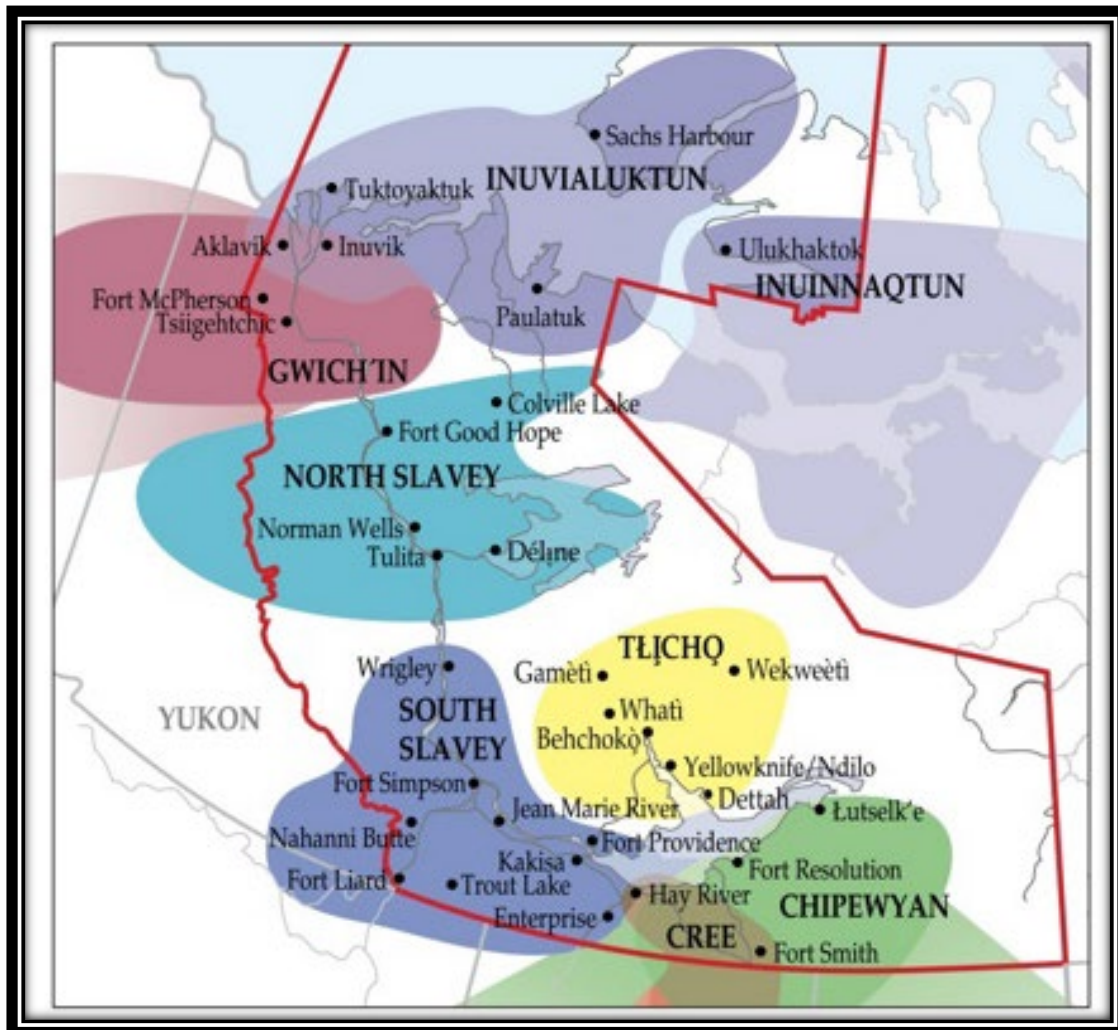 Sachs Harbour
INUVIALUKTUN
Tuktoyaktuk
Aklavik
Inuvik
Ulukhaktok
INUINNAQTUN
Fort McPherson
Tsiigehtchic
Paulatuk
GWICH´IN
Colville Lake
Fort Good Hope
NORTH SLAVEY
Norman Wells
Tulita
Délı̨ne
TŁı̨CHǪ
Wrigley
Gamètì
Wekweètì
YUKON
SOUTH
SLAVEY
Whatì
Behchokǫ̀
Fort Simpson
Yellowknife/Ndilo
Dettah
Jean Marie River
Łutselk'e
Nahanni Butte
Fort Providence
Kakisa
Fort Resolution
Fort Liard
Trout Lake
Hay River
CHIPEWYAN
Enterprise
CREE
Fort Smith